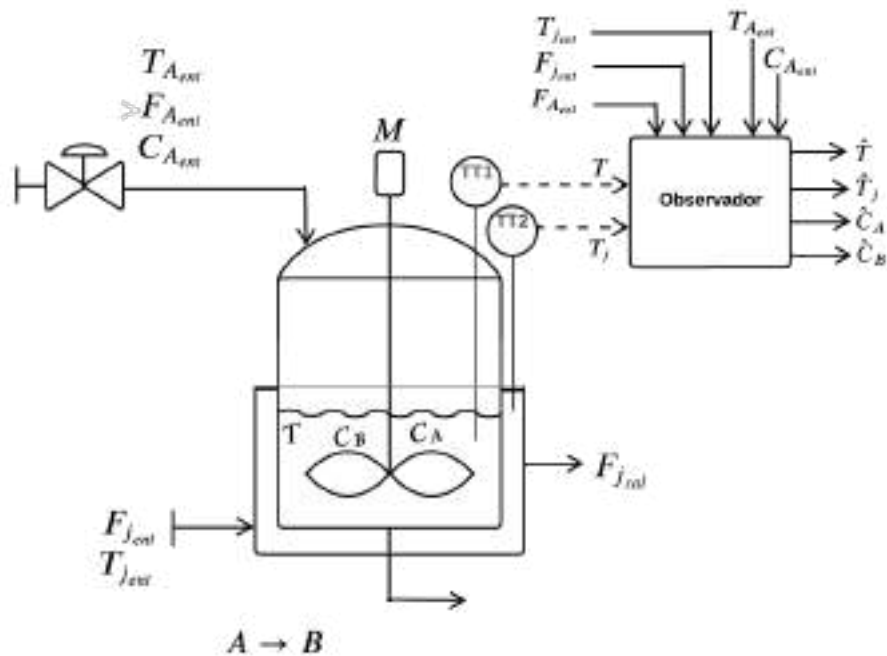 T_{A_{ent}}
F_{A_{ent}}
C_{A_{ent}}
M
TT1
TT2
T
T_j
T_{j_{ent}}
F_{j_{ent}}
F_{A_{ent}}
T_{A_{ent}}
C_{A_{ent}}
Observador
T̂
T̂_j
Ĉ_A
Ĉ_B
T C_B C_A
F_{j_{sal}}
F_{j_{ent}}
T_{j_{ent}}
A → B